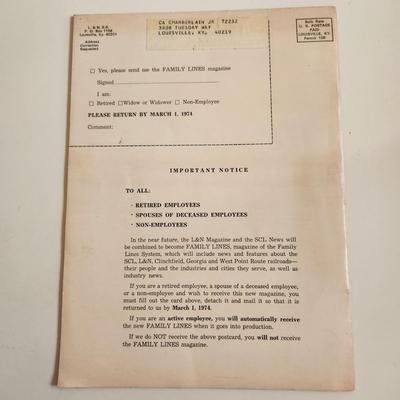 L. & N. R.R.
P. O. Box 1198
Louisville, Ky. 40201
Address
Correction
Requested
CA CHAMBERLAIN JR 72232
3808 TUESDAY WAY
LOUISVILLE, KY, 40219
Bulk Rate
U. S. POSTAGE
PAID
LOUISVILLE, KY.
Permit 128
☐ Yes, please send me the FAMILY LINES magazine
Signed
I am:
☐ Retired ☐ Widow or Widower ☐ Non-Employee
PLEASE RETURN BY MARCH 1, 1974
Comment:
IMPORTANT NOTICE
TO ALL:
· RETIRED EMPLOYEES
· SPOUSES OF DECEASED EMPLOYEES
· NON-EMPLOYEES
In the near future, the L&N Magazine and the SCL News will
be combined to become FAMILY LINES, magazine of the Family
Lines System, which will include news and features about the
SCL, L&N, Clinchfield, Georgia and West Point Route railroads—
their people and the industries and cities they serve, as well as
industry news.
If you are a retired employee, a spouse of a deceased employee,
or a non-employee and wish to receive this new magazine, you
must fill out the card above, detach it and mail it so that it is
returned to us by March 1, 1974.
If you are an active employee, you will automatically receive
the new FAMILY LINES when it goes into production.
If we do NOT receive the above postcard, you will not receive
the FAMILY LINES magazine.